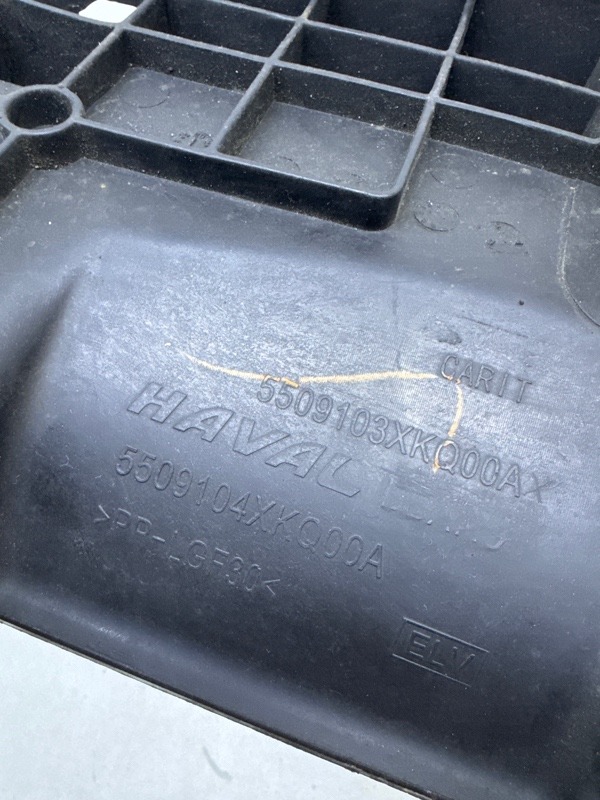 CARIT
5509103XKQ00AX
HAVAL
5509104XKQ00A
>PP-LGF30<
ELV